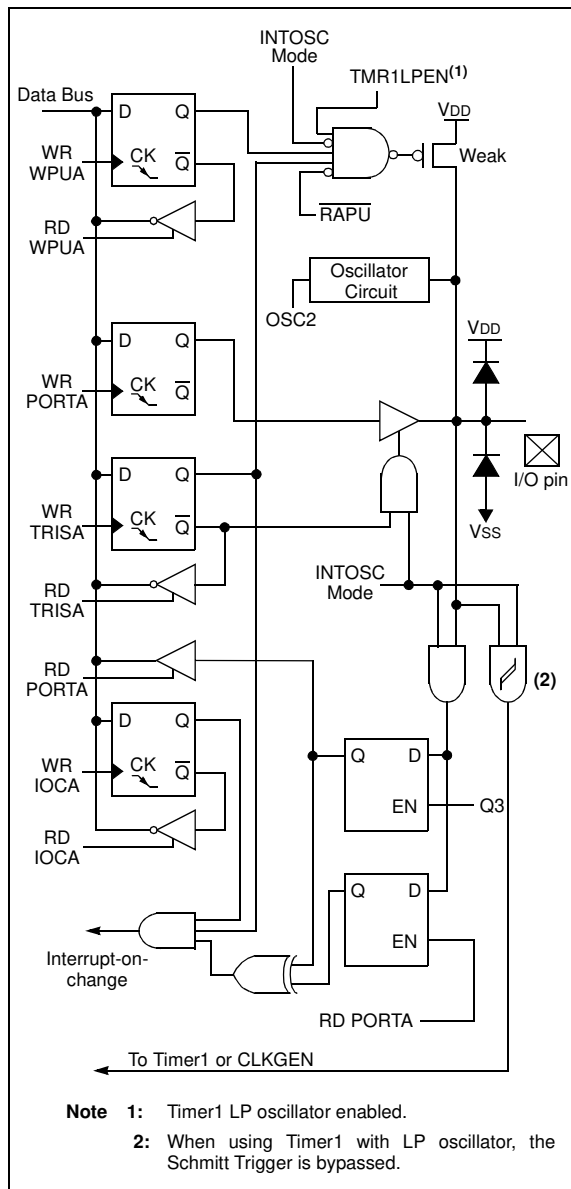 INTOSC
Mode
TMR1LPEN(1)
Data Bus
VDD
D Q
WR
WPUA
CK
Q
Weak
RD
WPUA
RAPU
Oscillator
Circuit
OSC2
VDD
D Q
WR
PORTA
CK
Q
I/O pin
D Q
WR
TRISA
CK
Q
VSS
INTOSC
Mode
RD
TRISA
(2)
RD
PORTA
D Q
WR
IOCA
CK
Q
Q D
EN
Q3
RD
IOCA
Q D
EN
Interrupt-on-
change
RD PORTA
To Timer1 or CLKGEN
Note 1: Timer1 LP oscillator enabled.
2: When using Timer1 with LP oscillator, the
Schmitt Trigger is bypassed.